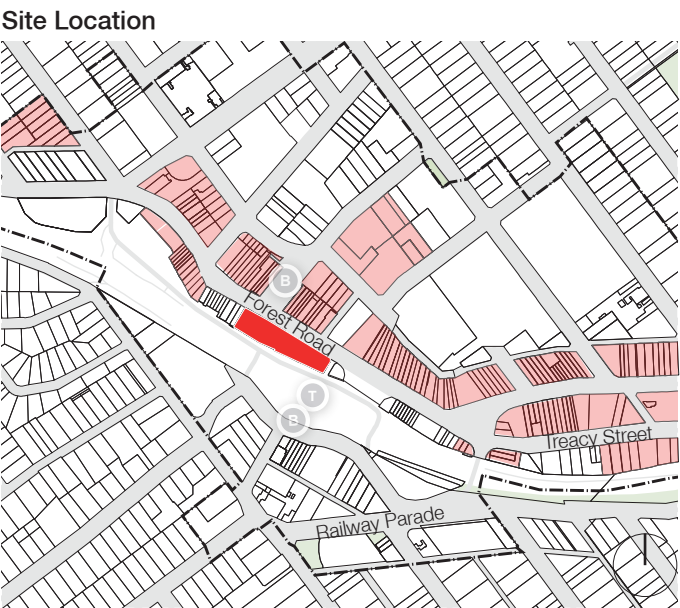 Site Location
B
Forest Road
T
B
Treacy Street
Railway Parade